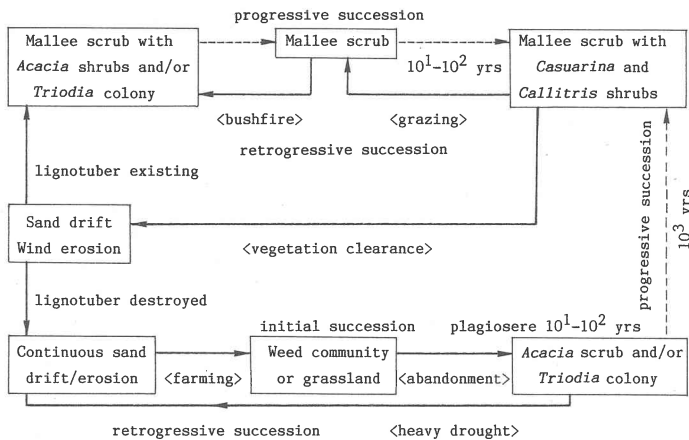 progressive succession
Mallee scrub with
Acacia shrubs and/or
Triodia colony
Mallee scrub
10¹-10² yrs
Mallee scrub with
Casuarina and
Callitris shrubs
<bushfire>
<grazing>
retrogressive succession
lignotuber existing
progressive succession
10³ yrs
Sand drift
Wind erosion
<vegetation clearance>
lignotuber destroyed
initial succession
plagiosere 10¹-10² yrs
Continuous sand
drift/erosion
<farming>
Weed community
or grassland
<abandonment>
Acacia scrub and/or
Triodia colony
retrogressive succession
<heavy drought>